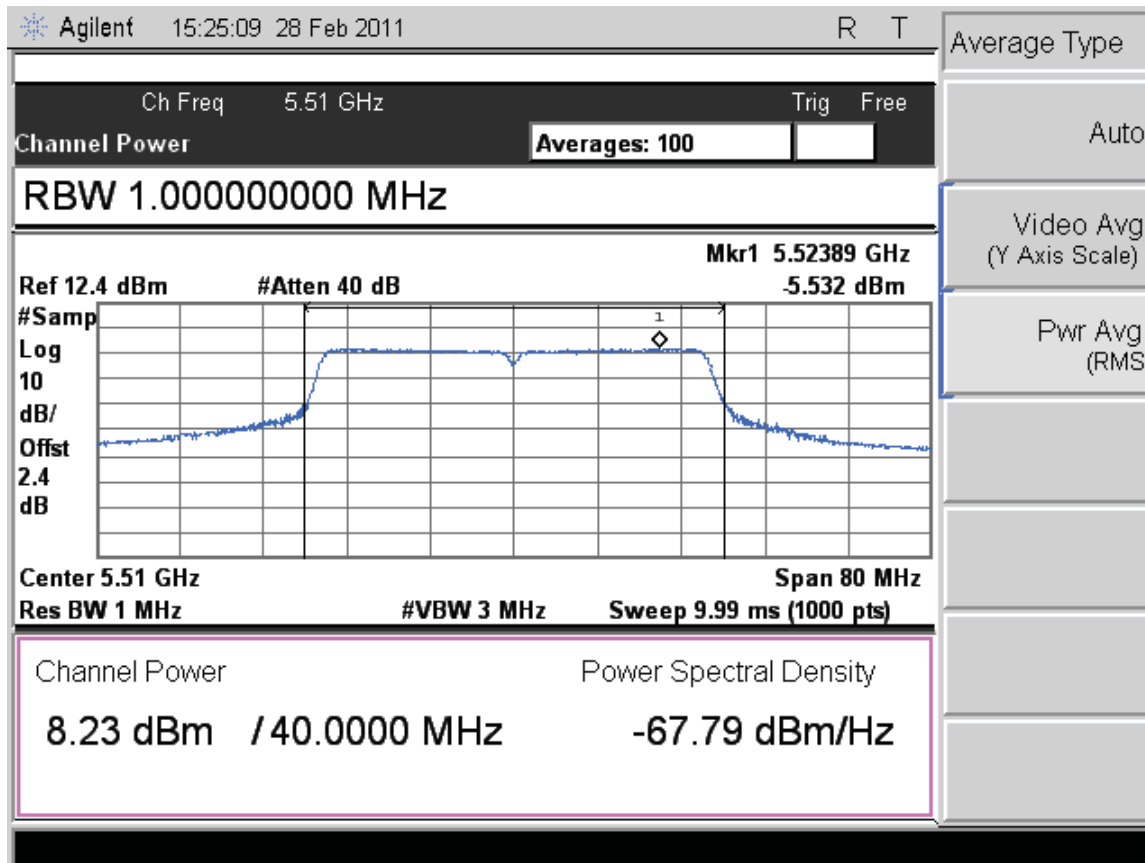 Agilent 15:25:09 28 Feb 2011 R T
Average Type
Ch Freq 5.51 GHz Trig Free
Channel Power Averages: 100
Auto
RBW 1.000000000 MHz
Video Avg
(Y Axis Scale)
Mkr1 5.52389 GHz
Ref 12.4 dBm #Atten 40 dB -5.532 dBm
#Samp
Log
10
dB/
Offst
2.4
dB
1
Pwr Avg
(RMS
Center 5.51 GHz Span 80 MHz
Res BW 1 MHz #VBW 3 MHz Sweep 9.99 ms (1000 pts)
Channel Power Power Spectral Density
8.23 dBm / 40.0000 MHz -67.79 dBm/Hz